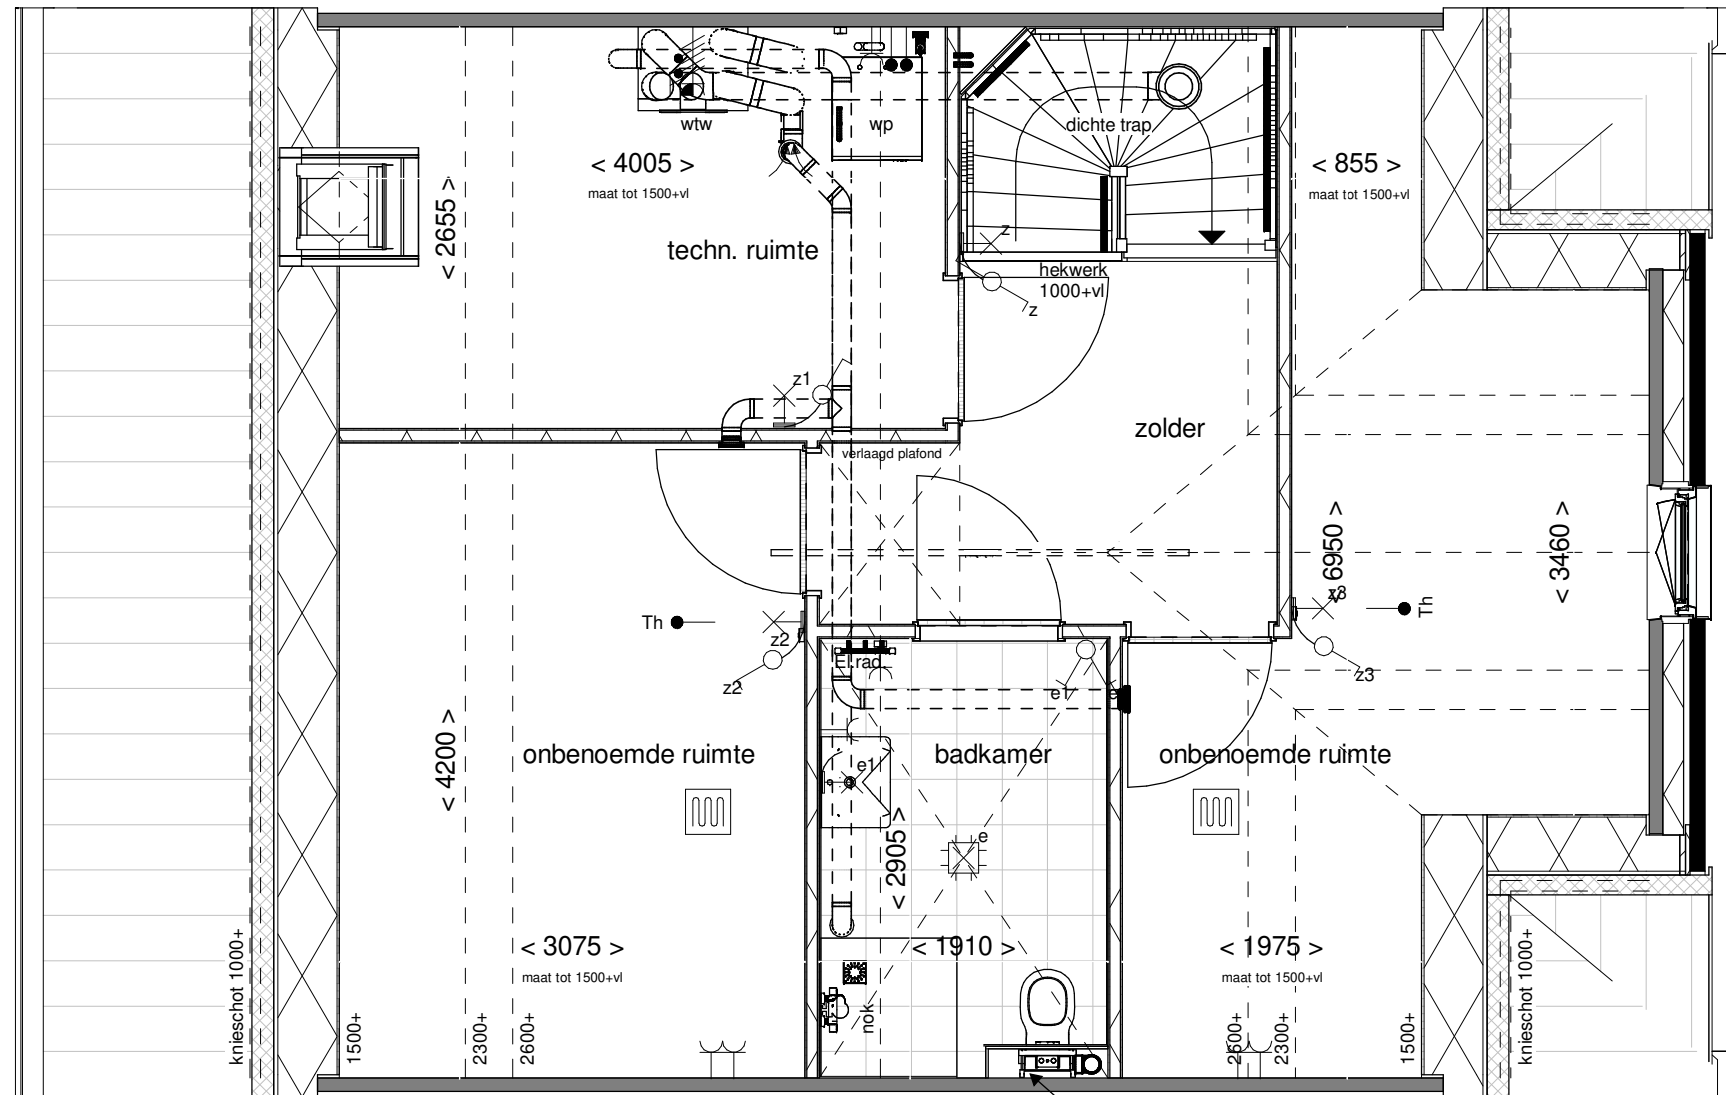 wtw
wp
dichte trap
< 4005 >
maat tot 1500+vl
< 855 >
maat tot 1500+vl
< 2655 >
techn. ruimte
z
hekwerk
1000+vl
z
z1
zolder
verlaagd plafond
< 6950 >
< 3460 >
z3
Th
Th
z2
z2
El.rad.
e1
e
z3
< 4200 >
onbenoemde ruimte
badkamer
onbenoemde ruimte
e1
< 2905 >
e
< 3075 >
maat tot 1500+vl
< 1910 >
< 1975 >
maat tot 1500+vl
nok
knieschot 1000+
1500+
2300+
2600+
2600+
2300+
1500+
knieschot 1000+